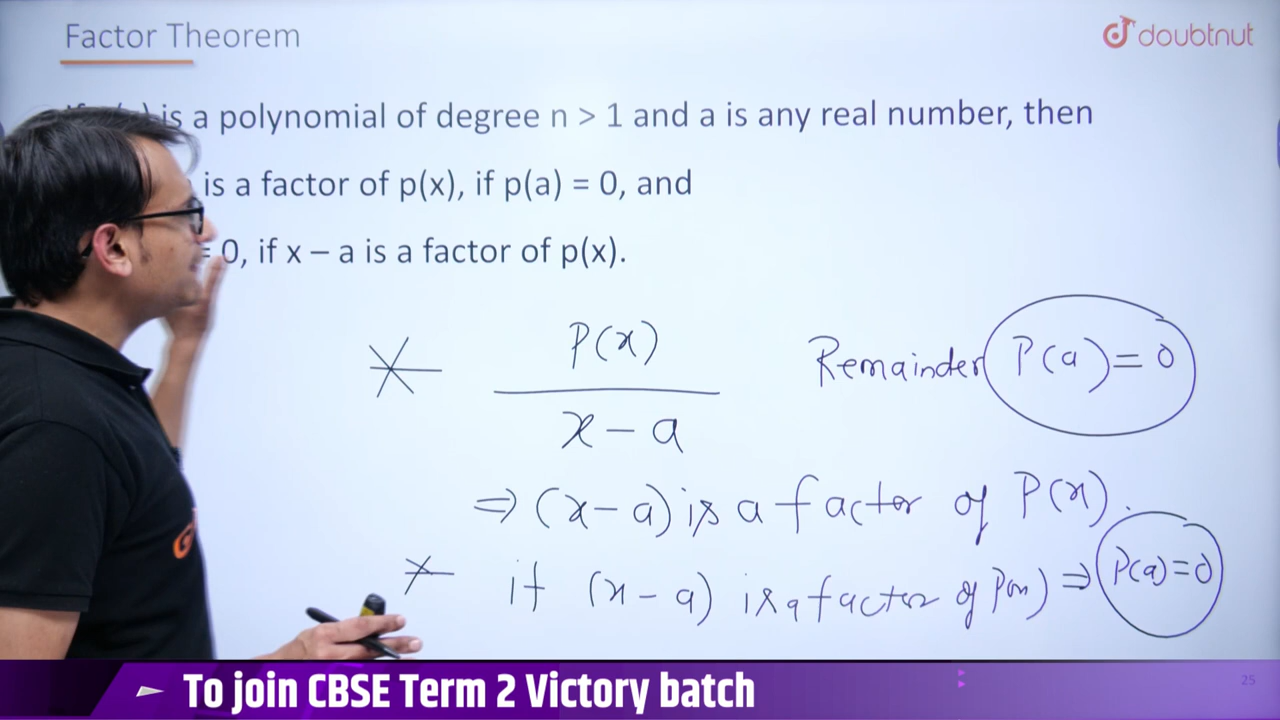 Factor Theorem
doubtnut
is a polynomial of degree n > 1 and a is any real number, then
is a factor of p(x), if p(a) = 0, and
= 0, if x – a is a factor of p(x).
P(x)
Remainder P(a) = 0
x – a
⇒ (x – a) is a factor of P(x).
if (x – a) is a factor of P(x) ⇒ P(a) = 0
To join CBSE Term 2 Victory batch
25